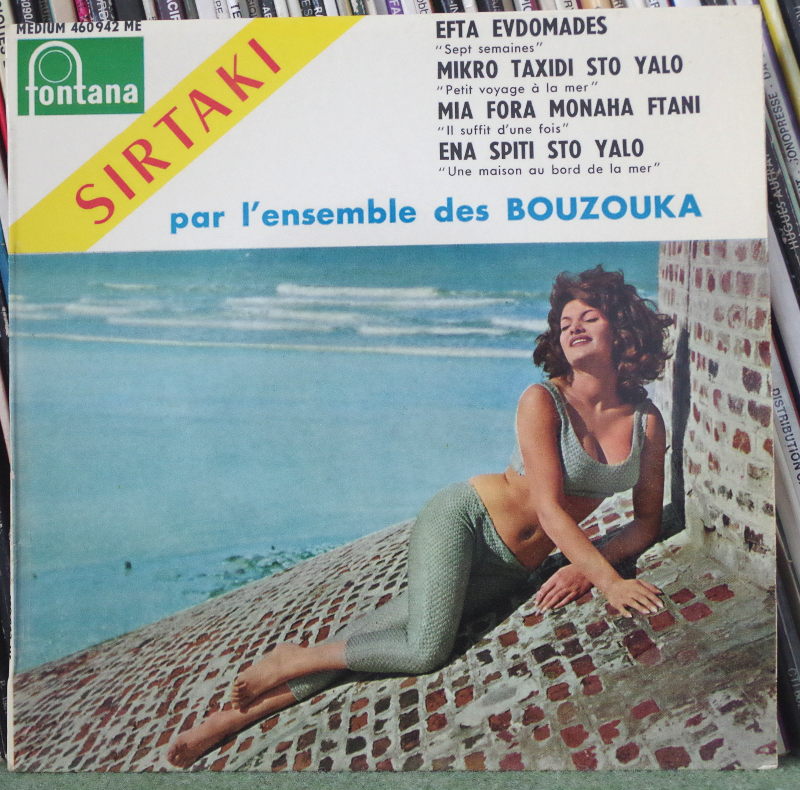 MEDIUM 460942 ME
fontana
SIRTAKI
EFTA EVDOMADES
"Sept semaines"
MIKRO TAXIDI STO YALO
"Petit voyage à la mer"
MIA FORA MONAHA FTANI
"Il suffit d'une fois"
ENA SPITI STO YALO
"Une maison au bord de la mer"
par l'ensemble des BOUZOUKA
DISTRIBUTION